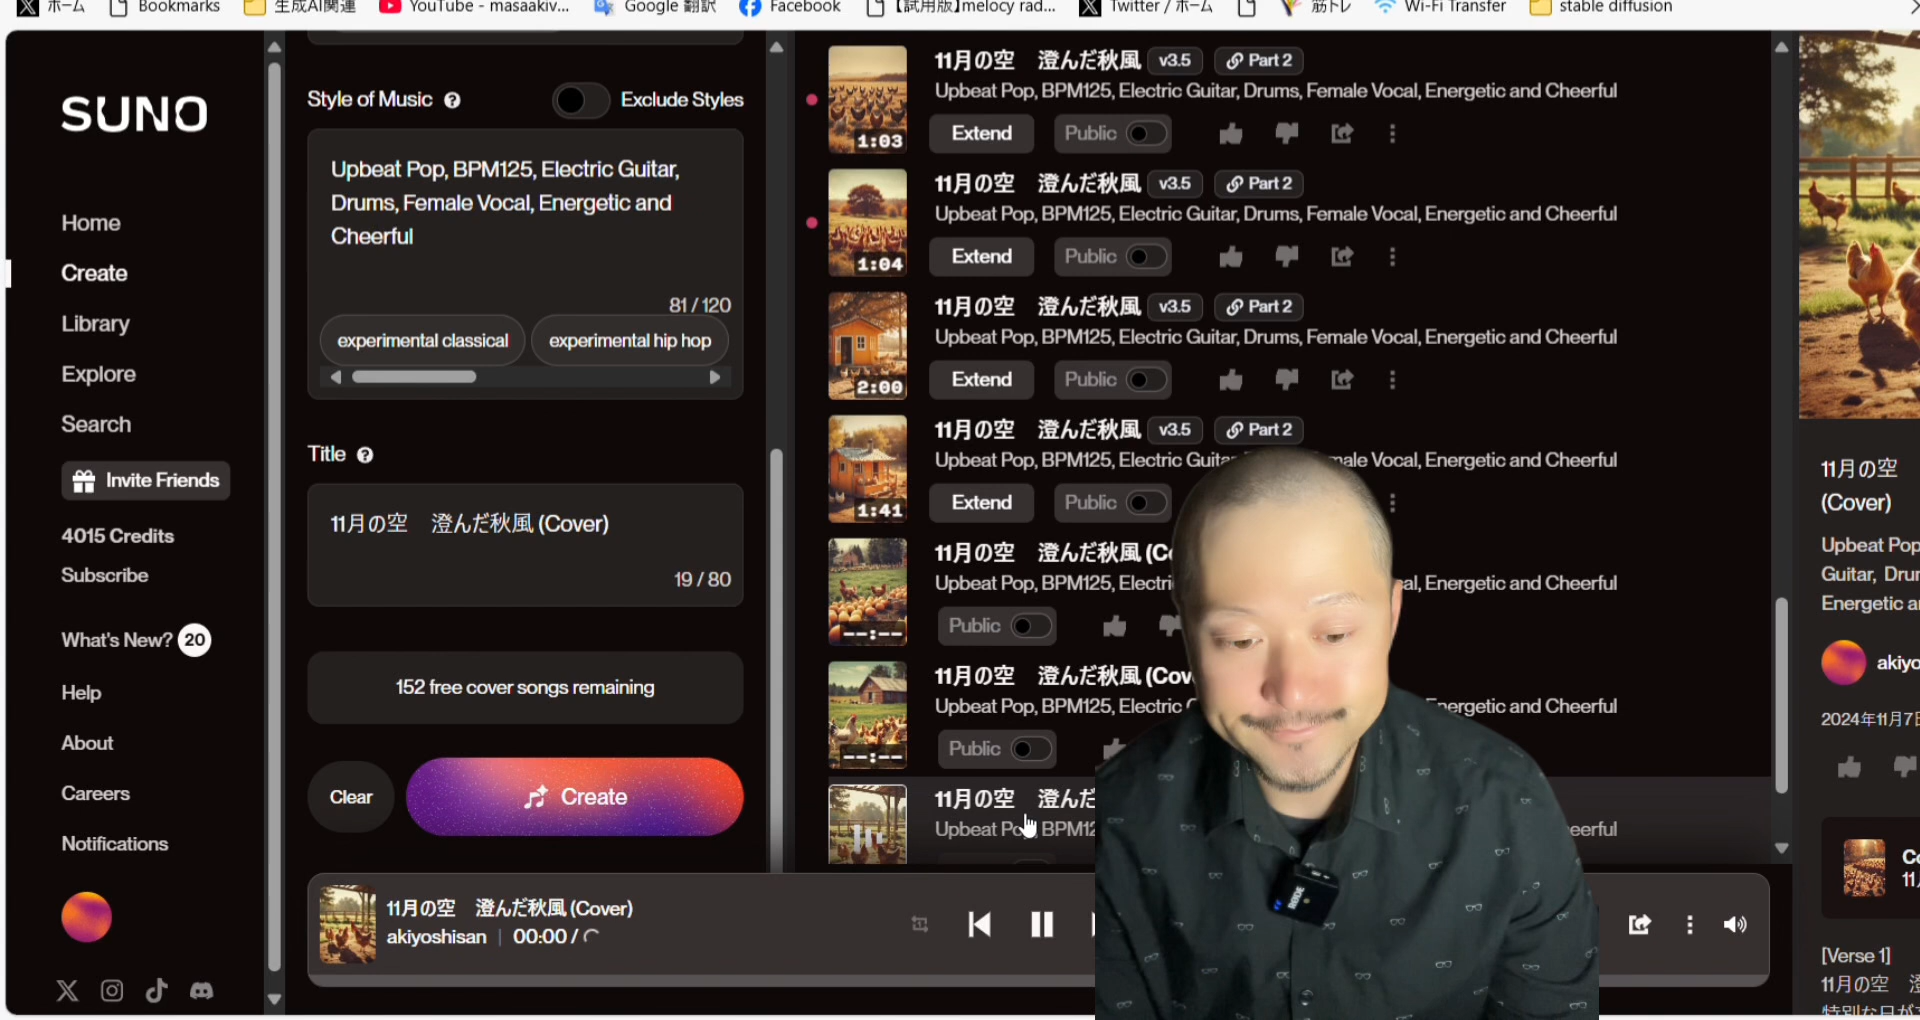 ホーム
Bookmarks
生成AI関連
YouTube - masaakiv...
Google 翻訳
Facebook
【試用版】melocy rad...
Twitter / ホーム
筋トレ
Wi-Fi Transfer
stable diffusion
SUNO
Home
Create
Library
Explore
Search
Invite Friends
4015 Credits
Subscribe
What's New? 20
Help
About
Careers
Notifications
Style of Music
Exclude Styles
Upbeat Pop, BPM125, Electric Guitar,
Drums, Female Vocal, Energetic and
Cheerful
81 / 120
experimental classical
experimental hip hop
Title
11月の空　澄んだ秋風 (Cover)
19 / 80
152 free cover songs remaining
Clear
Create
11月の空　澄んだ秋風 v3.5 Part 2
Upbeat Pop, BPM125, Electric Guitar, Drums, Female Vocal, Energetic and Cheerful
1:03
Extend
Public
11月の空　澄んだ秋風 v3.5 Part 2
Upbeat Pop, BPM125, Electric Guitar, Drums, Female Vocal, Energetic and Cheerful
1:04
Extend
Public
11月の空　澄んだ秋風 v3.5 Part 2
Upbeat Pop, BPM125, Electric Guitar, Drums, Female Vocal, Energetic and Cheerful
2:00
Extend
Public
11月の空　澄んだ秋風 v3.5 Part 2
Upbeat Pop, BPM125, Electric Vocal, Energetic and Cheerful
1:41
Extend
Public
11月の空　澄んだ秋風
Upbeat Pop, BPM125, Energetic and Cheerful
--:--
Public
11月の空　澄んだ秋風
Upbeat Pop, BPM125, Electric and Cheerful
--:--
Public
11月の空
Upbeat
11月の空　澄んだ秋風 (Cover)
akiyoshisan | 00:00 /
RØDE
11月の空
(Cover)
Upbeat Pop
Guitar,
Energetic
2024年11月7日
[Verse 1]
11月の空
特別な日が